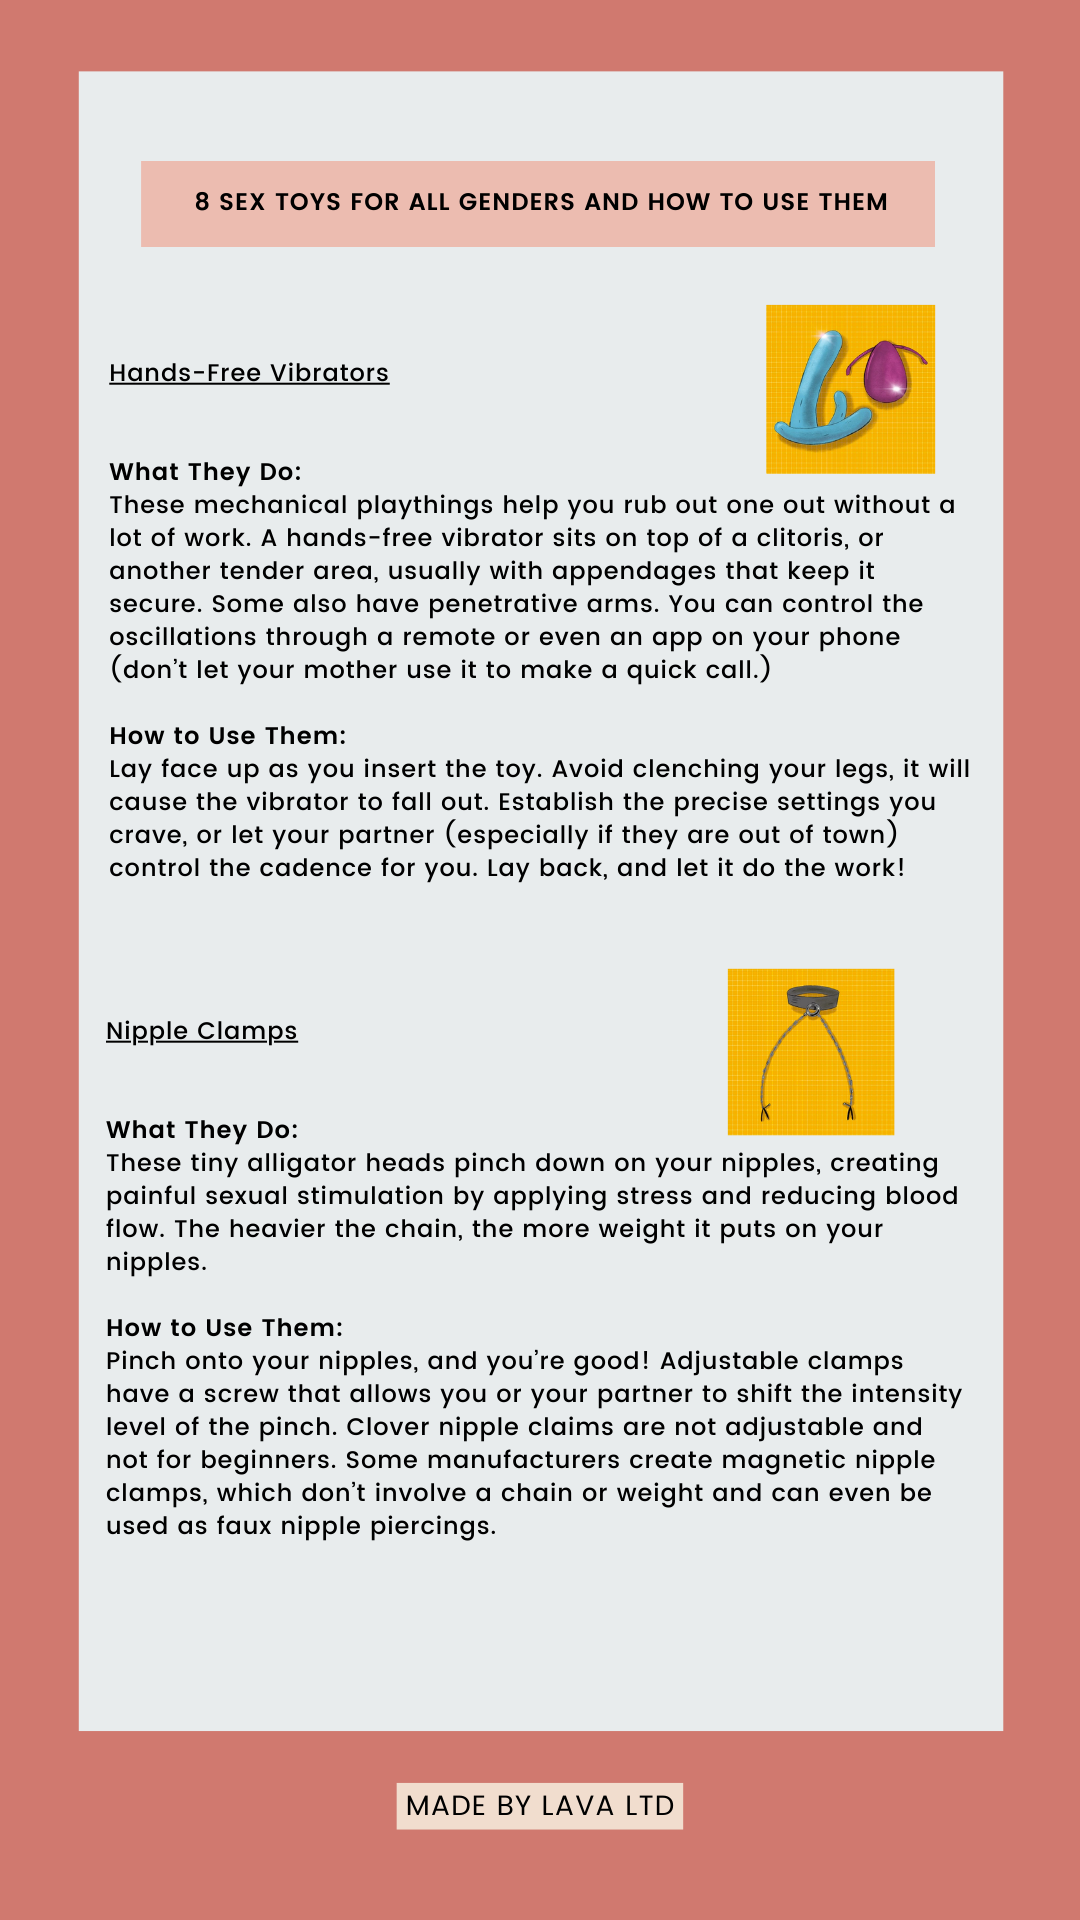 8 SEX TOYS FOR ALL GENDERS AND HOW TO USE THEM
Hands-Free Vibrators
What They Do:
These mechanical playthings help you rub out one out without a
lot of work. A hands-free vibrator sits on top of a clitoris, or
another tender area, usually with appendages that keep it
secure. Some also have penetrative arms. You can control the
oscillations through a remote or even an app on your phone
(don't let your mother use it to make a quick call.)
How to Use Them:
Lay face up as you insert the toy. Avoid clenching your legs, it will
cause the vibrator to fall out. Establish the precise settings you
crave, or let your partner (especially if they are out of town)
control the cadence for you. Lay back, and let it do the work!
Nipple Clamps
What They Do:
These tiny alligator heads pinch down on your nipples, creating
painful sexual stimulation by applying stress and reducing blood
flow. The heavier the chain, the more weight it puts on your
nipples.
How to Use Them:
Pinch onto your nipples, and you're good! Adjustable clamps
have a screw that allows you or your partner to shift the intensity
level of the pinch. Clover nipple claims are not adjustable and
not for beginners. Some manufacturers create magnetic nipple
clamps, which don't involve a chain or weight and can even be
used as faux nipple piercings.
MADE BY LAVA LTD